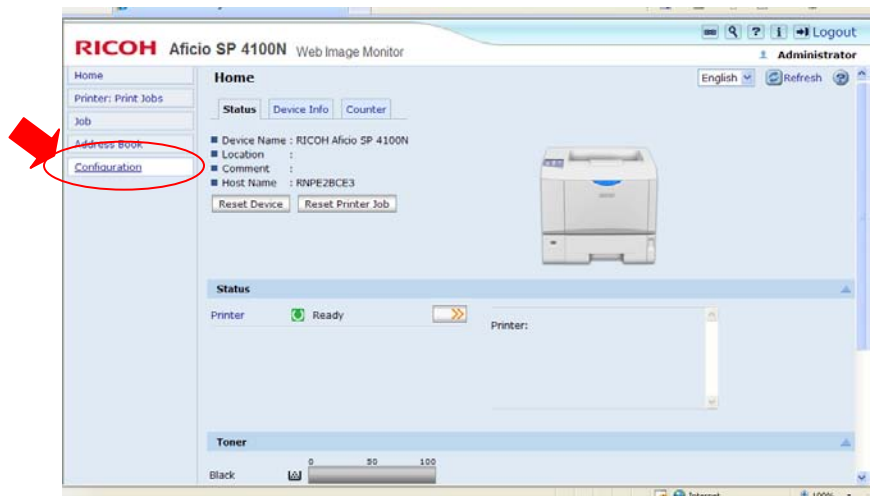 Logout
RICOH Aficio SP 4100N Web Image Monitor
Administrator
Home
Printer: Print Jobs
Job
Address Book
Configuration
Home
English
Refresh
Status Device Info Counter
Device Name : RICOH Aficio SP 4100N
Location :
Comment :
Host Name : RNPE2BCE3
Reset Device Reset Printer Job
Status
Printer Ready
Printer:
Toner
0 50 100
Black
Internet 100%